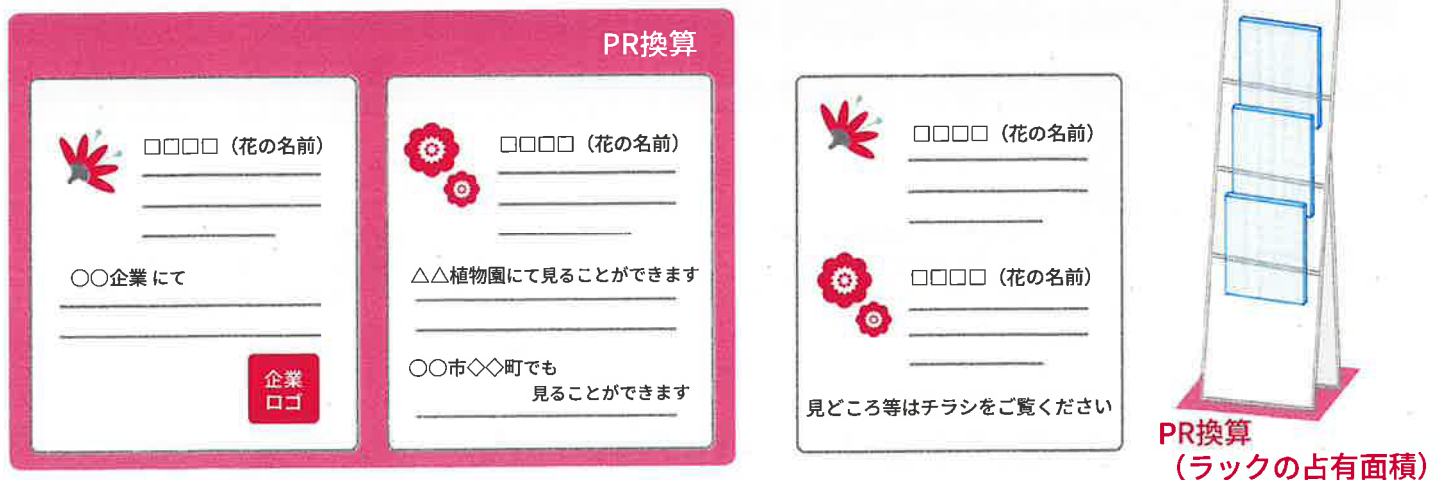 PR換算
□□□□（花の名前）
○○企業 にて
企業
ロゴ
□□□□（花の名前）
△△植物園にて見ることができます
○○市◇◇町でも
見ることができます
□□□□（花の名前）
□□□□（花の名前）
見どころ等はチラシをご覧ください
PR換算
（ラックの占有面積）